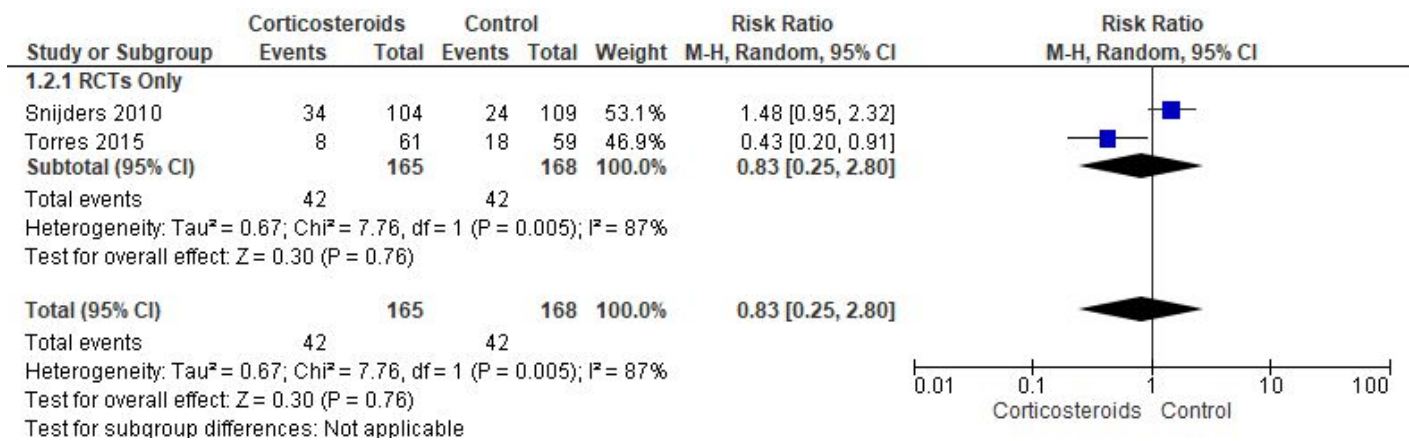 Corticosteroids Control Risk Ratio Risk Ratio
Study or Subgroup Events Total Events Total Weight M-H, Random, 95% CI M-H, Random, 95% CI
1.2.1 RCTs Only
Snijders 2010 34 104 24 109 53.1% 1.48 [0.95, 2.32]
Torres 2015 8 61 18 59 46.9% 0.43 [0.20, 0.91]
Subtotal (95% CI) 165 168 100.0% 0.83 [0.25, 2.80]
Total events 42 42
Heterogeneity: Tau² = 0.67; Chi² = 7.76, df = 1 (P = 0.005); I² = 87%
Test for overall effect: Z = 0.30 (P = 0.76)
Total (95% CI) 165 168 100.0% 0.83 [0.25, 2.80]
Total events 42 42
Heterogeneity: Tau² = 0.67; Chi² = 7.76, df = 1 (P = 0.005); I² = 87%
Test for overall effect: Z = 0.30 (P = 0.76)
Test for subgroup differences: Not applicable
0.01 0.1 1 10 100
Corticosteroids Control